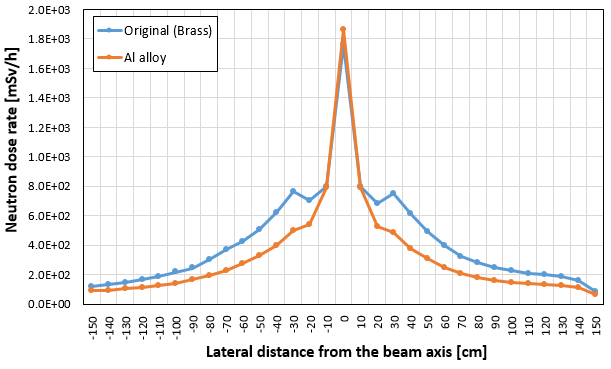 2.0E+03
1.8E+03
1.6E+03
1.4E+03
1.2E+03
1.0E+03
8.0E+02
6.0E+02
4.0E+02
2.0E+02
0.0E+00
Neutron dose rate [mSv/h]
Original (Brass)
Al alloy
-150 -140 -130 -120 -110 -100 -90 -80 -70 -60 -50 -40 -30 -20 -10 0 10 20 30 40 50 60 70 80 90 100 110 120 130 140 150
Lateral distance from the beam axis [cm]